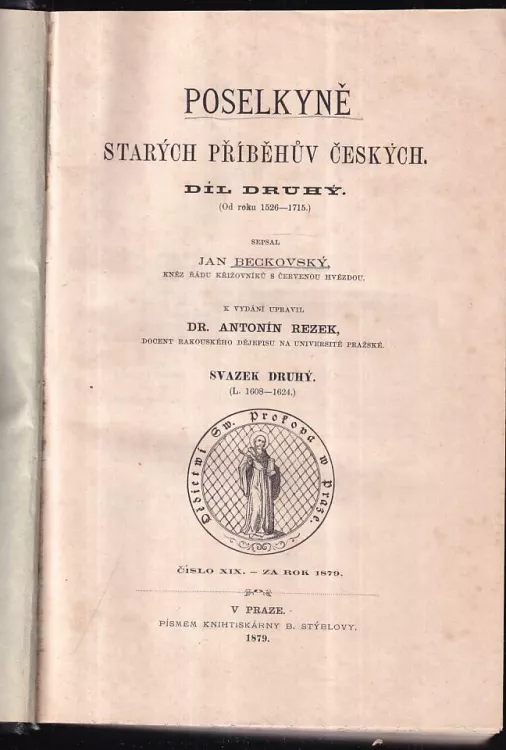 POSELKYNĚ
STARÝCH PŘÍBĚHŮV ČESKÝCH.
DÍL DRUHÝ.
(Od roku 1526—1715.)
SEPSAL
JAN BECKOVSKÝ,
KNĚZ ŘÁDU KŘIŽOVNÍKŮ S ČERVENOU HVĚZDOU.
K VYDÁNÍ UPRAVIL
DR. ANTONÍN REZEK,
DOCENT RAKOUSKÉHO DĚJEPISU NA UNIVERSITĚ PRAŽSKÉ.
SVAZEK DRUHÝ.
(L. 1608—1624.)
Dědictwí Sw. Prokopa w Praze.
ČÍSLO XIX. — ZA ROK 1879.
V PRAZE.
PÍSMEM KNIHTISKÁRNY B. STÝBLOVY.
1879.